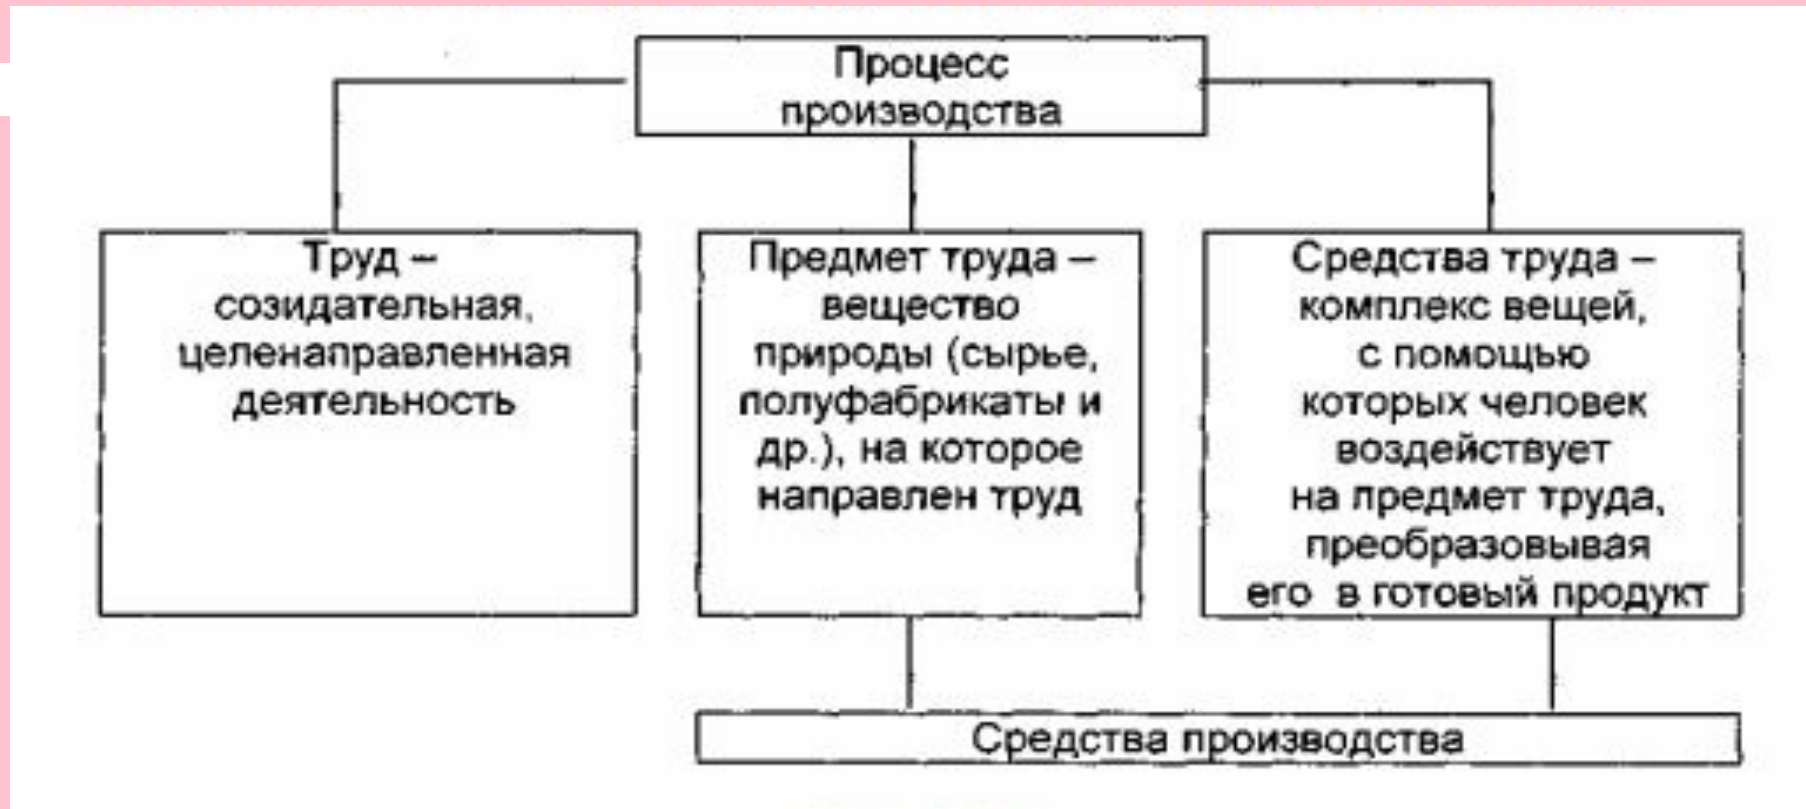 Процесс
производства
Труд –
созидательная,
целенаправленная
деятельность
Предмет труда –
вещество
природы (сырье,
полуфабрикаты и
др.), на которое
направлен труд
Средства труда –
комплекс вещей,
с помощью
которых человек
воздействует
на предмет труда,
преобразовывая
его в готовый продукт
Средства производства